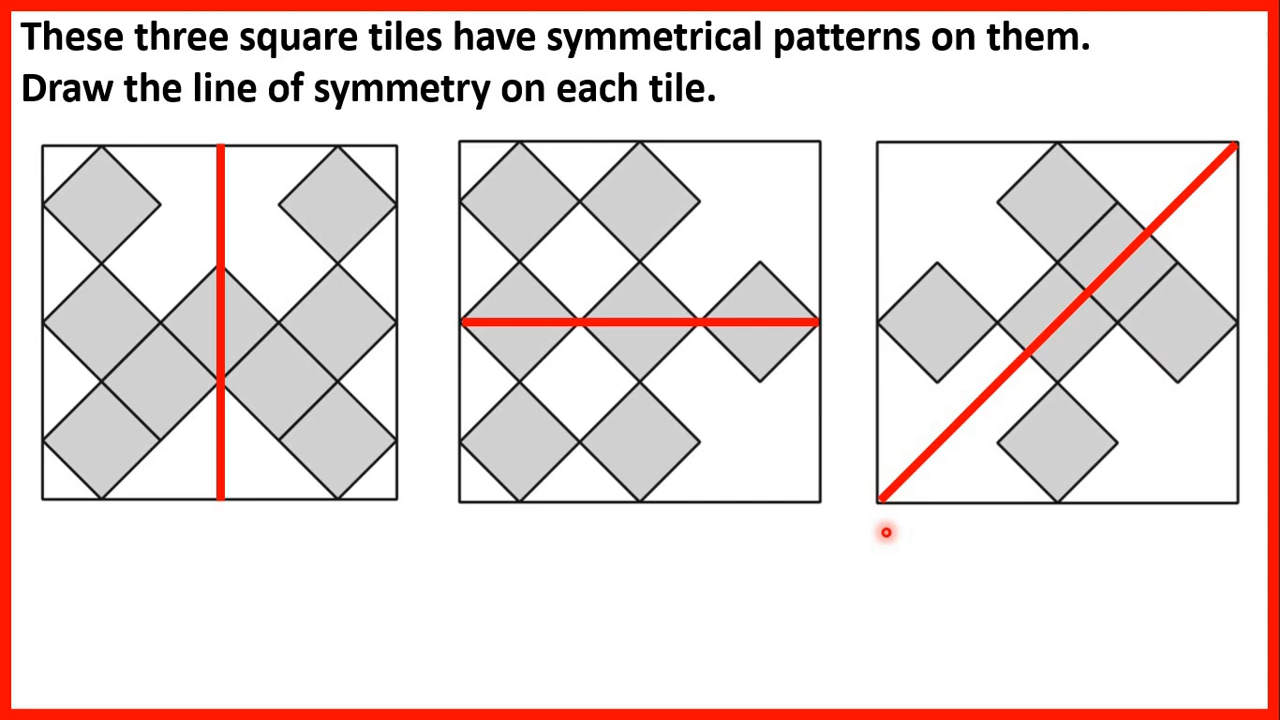 These three square tiles have symmetrical patterns on them.
Draw the line of symmetry on each tile.